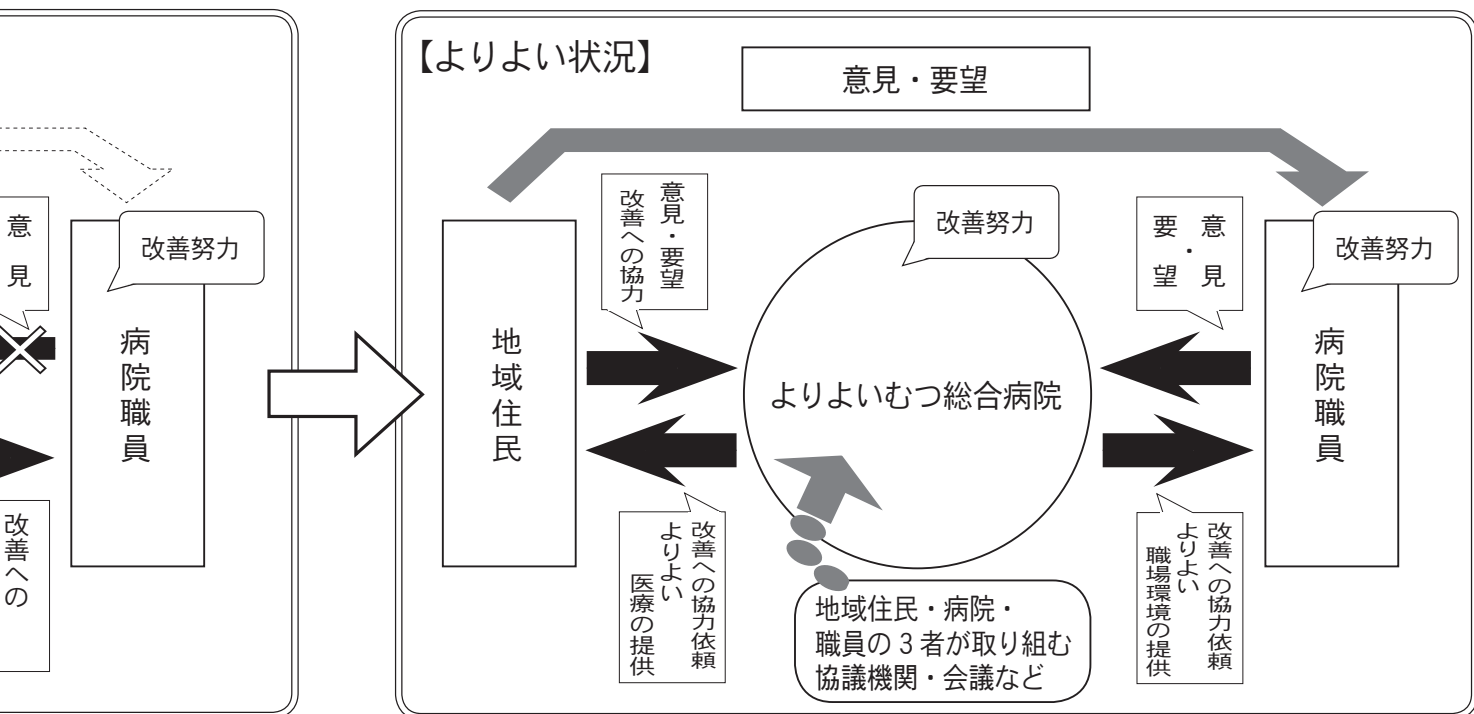 意見
改善努力
病院職員
改善への
【よりよい状況】
意見・要望
地域住民
意見・要望
改善への協力
改善努力
よりよいむつ総合病院
意見・
要望
改善努力
病院職員
改善への協力依頼
よりよい
医療の提供
地域住民・病院・
職員の３者が取り組む
協議機関・会議など
改善への協力依頼
よりよい
職場環境の提供